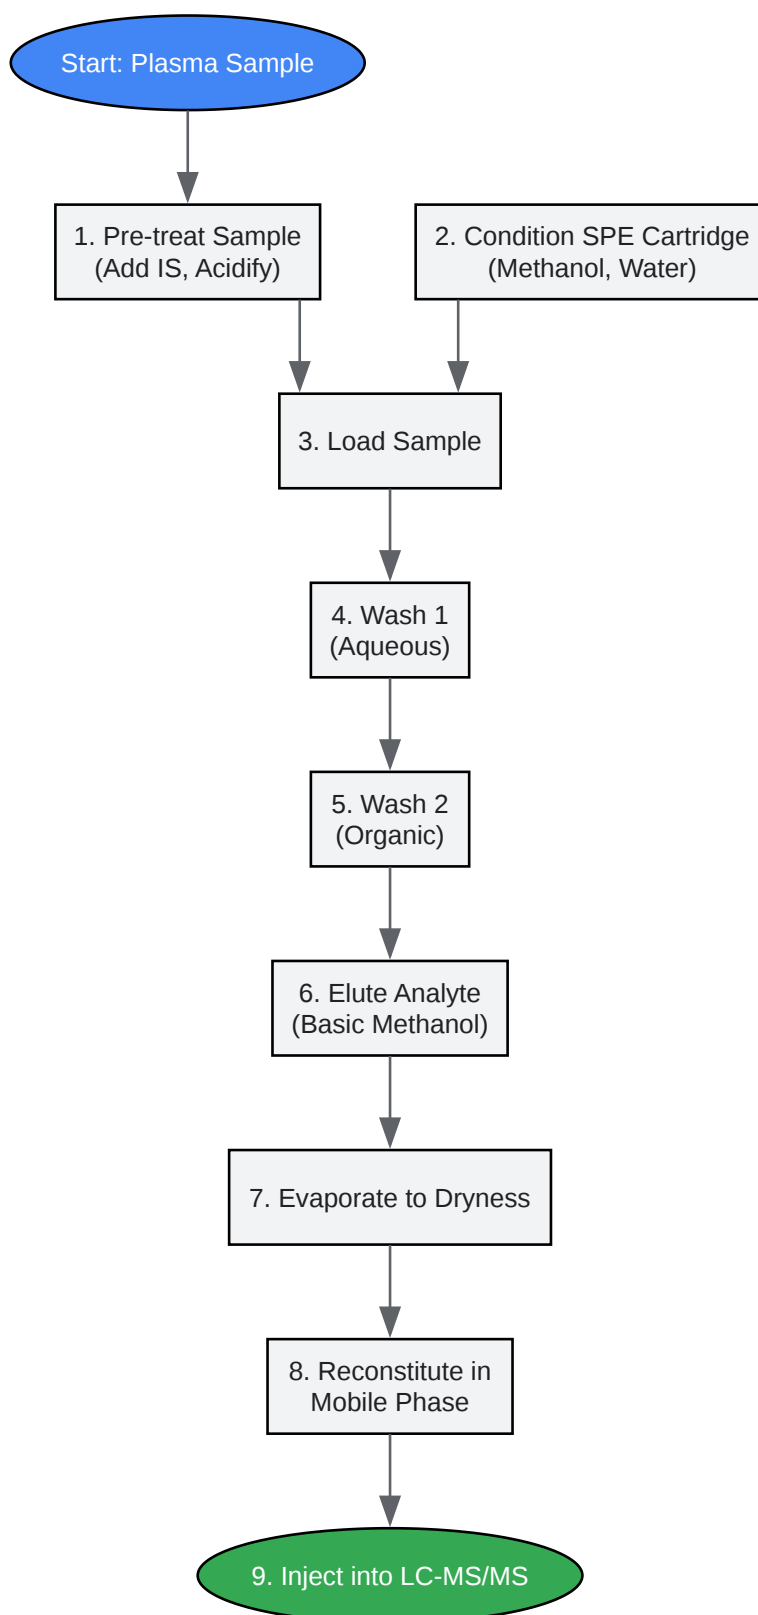 Start: Plasma Sample
1. Pre-treat Sample
(Add IS, Acidify)
2. Condition SPE Cartridge
(Methanol, Water)
3. Load Sample
4. Wash 1
(Aqueous)
5. Wash 2
(Organic)
6. Elute Analyte
(Basic Methanol)
7. Evaporate to Dryness
8. Reconstitute in
Mobile Phase
9. Inject into LC-MS/MS